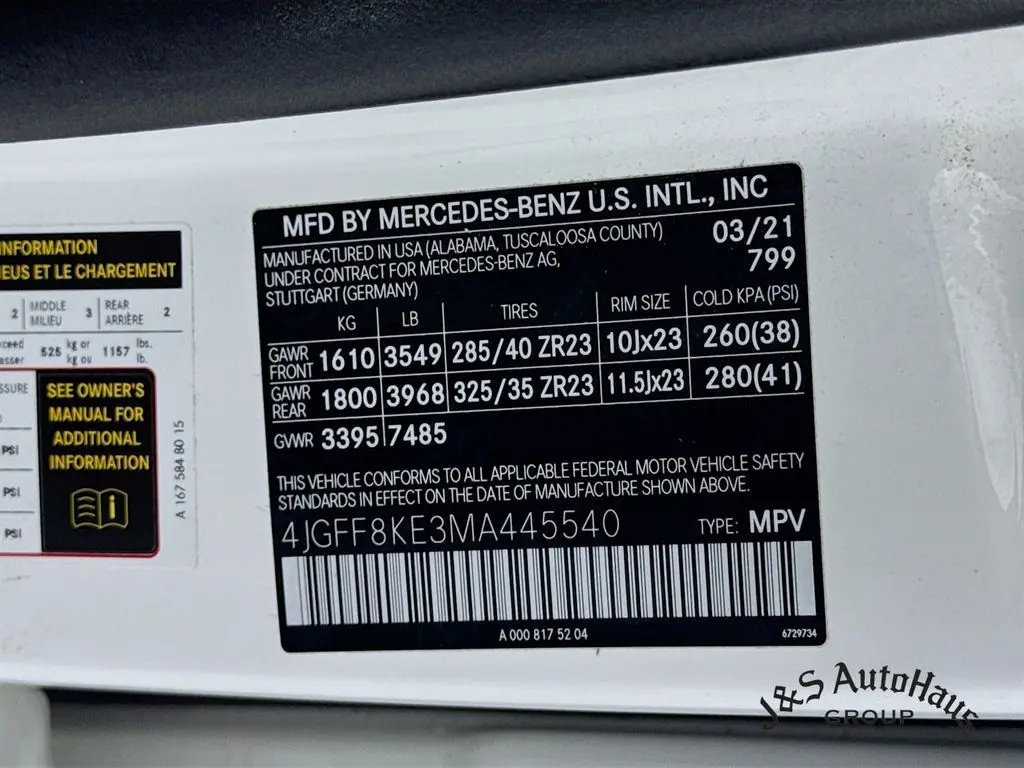 INFORMATION
EUS ET LE CHARGEMENT
2 MIDDLE MILIEU 3 REAR ARRIÈRE 2
525 kg or kg ou 1157 lbs. lb.
SEE OWNER'S
MANUAL FOR
ADDITIONAL
INFORMATION
PSI
PSI
PSI
A 167 584 80 15
MFD BY MERCEDES-BENZ U.S. INTL., INC
MANUFACTURED IN USA (ALABAMA, TUSCALOOSA COUNTY) 03/21
UNDER CONTRACT FOR MERCEDES-BENZ AG, 799
STUTTGART (GERMANY)
KG LB TIRES RIM SIZE COLD KPA (PSI)
GAWR FRONT 1610 3549 285/40 ZR23 10Jx23 260(38)
GAWR REAR 1800 3968 325/35 ZR23 11.5Jx23 280(41)
GVWR 3395 7485
THIS VEHICLE CONFORMS TO ALL APPLICABLE FEDERAL MOTOR VEHICLE SAFETY
STANDARDS IN EFFECT ON THE DATE OF MANUFACTURE SHOWN ABOVE.
4JGFF8KE3MA445540 TYPE: MPV
A 000 817 52 04 6729734
J&S AutoHaus
GROUP